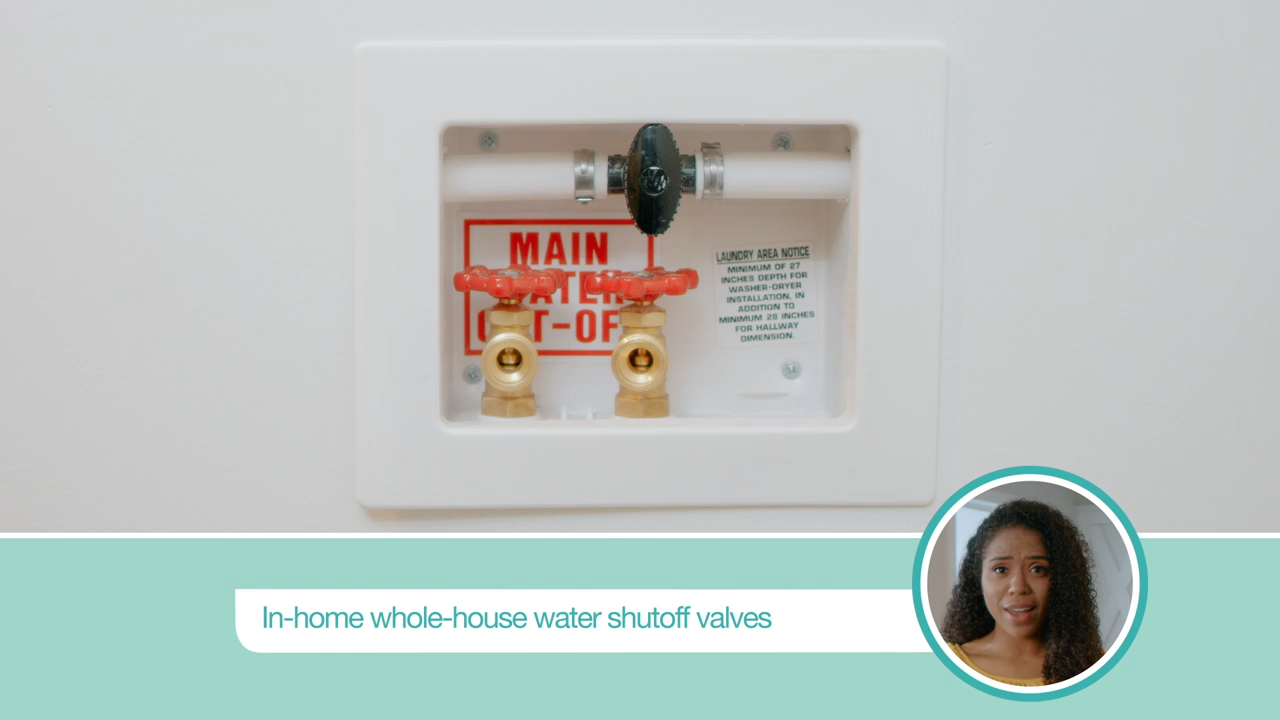 MAIN
WATER
LAUNDRY AREA NOTICE
MINIMUM OF 27
INCHES DEPTH FOR
WASHER-DRYER
INSTALLATION, IN
ADDITION TO
MINIMUM 28 INCHES
FOR HALLWAY
DIMENSION.
In-home whole-house water shutoff valves